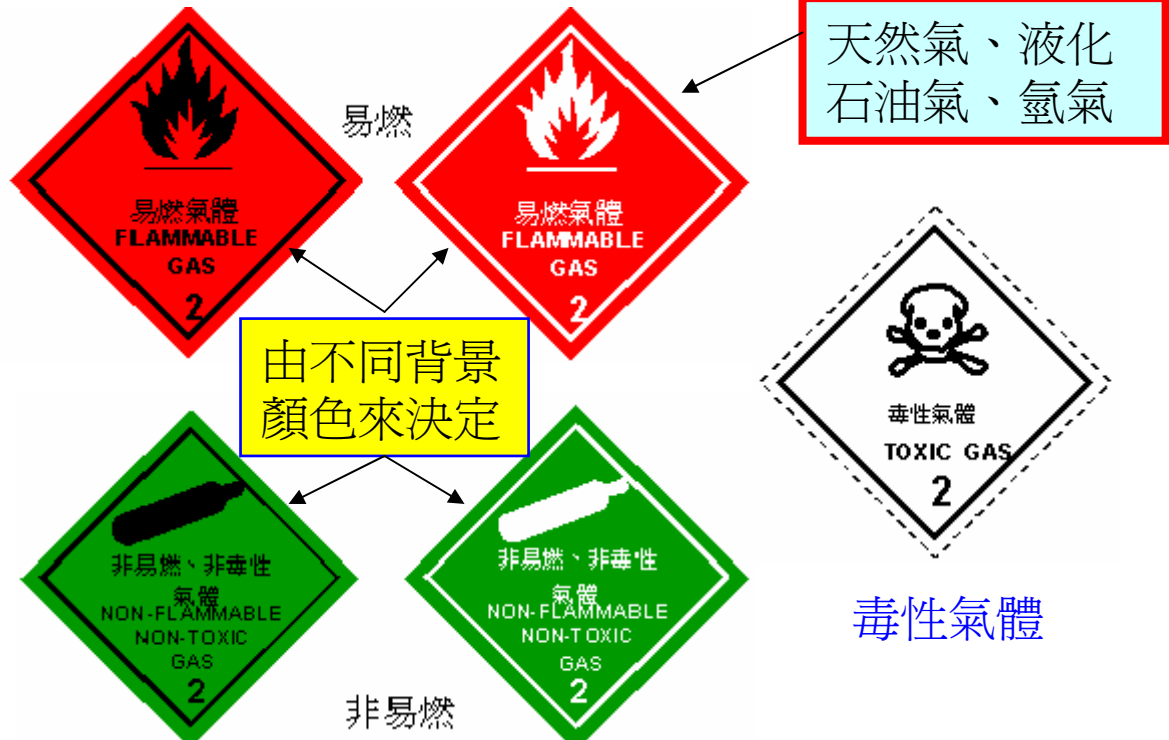 天然氣、液化
石油氣、氫氣
易燃
易燃氣體
FLAMMABLE
GAS
2
易燃氣體
FLAMMABLE
GAS
2
由不同背景
顏色來決定
毒性氣體
TOXIC GAS
2
毒性氣體
非易燃、非毒性
氣體
NON-FLAMMABLE
NON-TOXIC
GAS
2
非易燃、非毒性
氣體
NON-FLAMMABLE
NON-TOXIC
GAS
2
非易燃